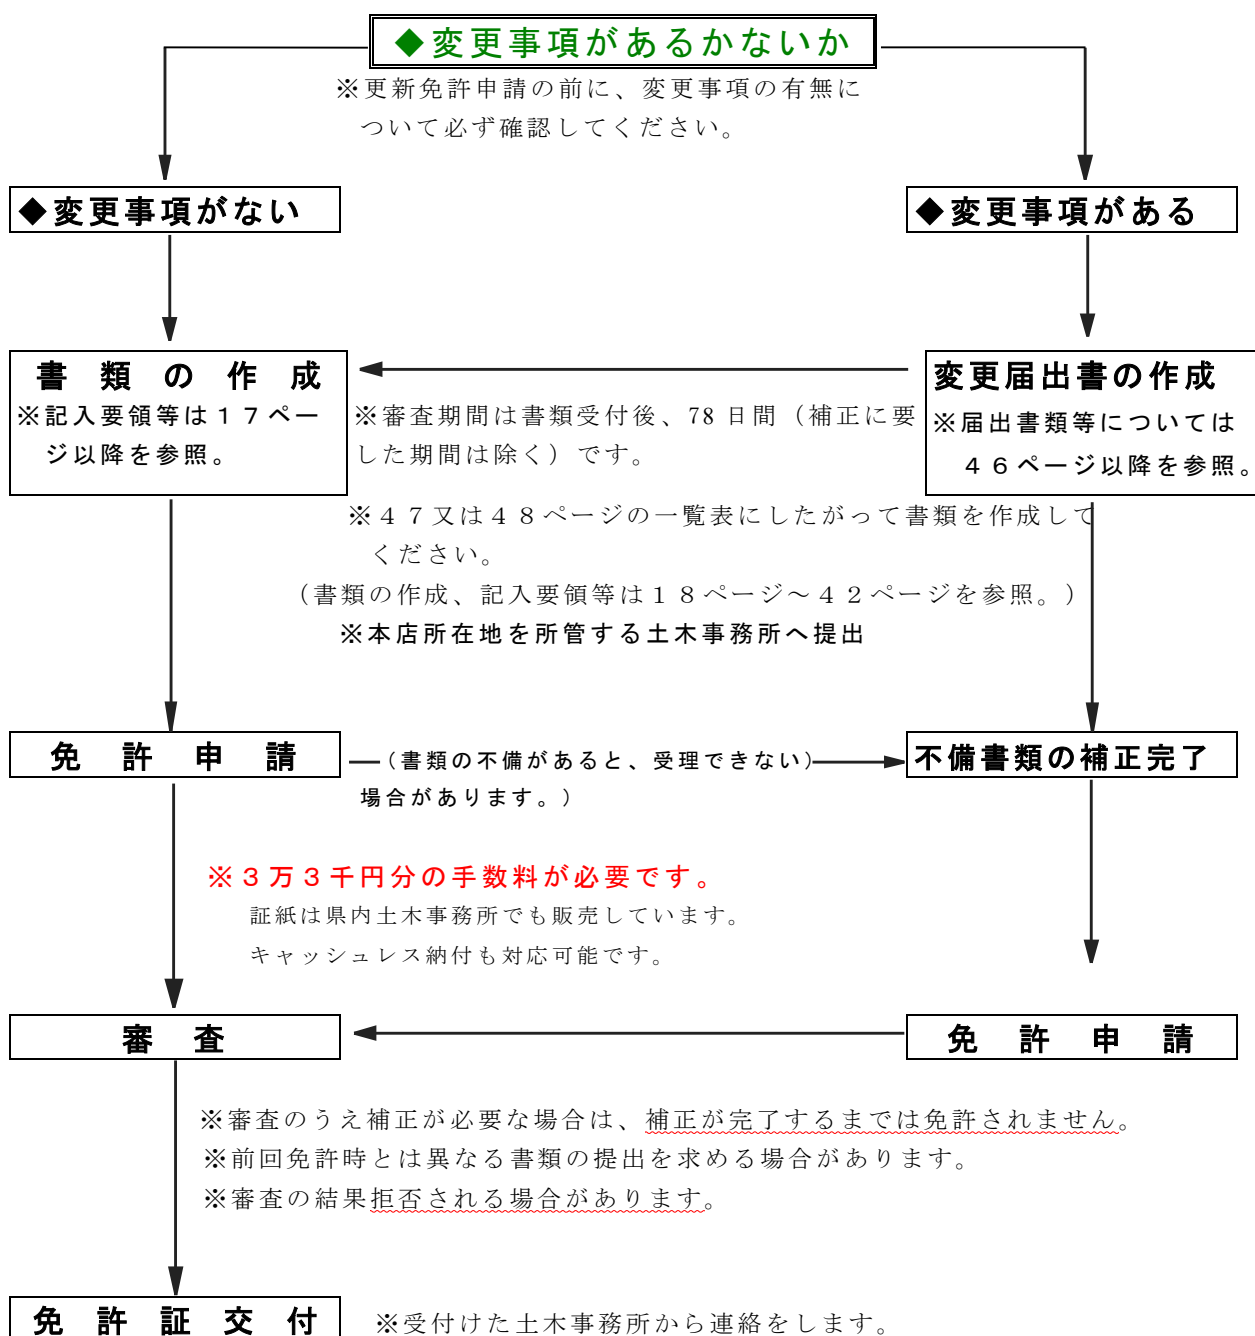 ◆変更事項があるかないか
※更新免許申請の前に、変更事項の有無に
ついて必ず確認してください。
◆変更事項がない
◆変更事項がある
書類の作成
※記入要領等は１７ペー
ジ以降を参照。
※審査期間は書類受付後、78日間（補正に要
した期間は除く）です。
変更届出書の作成
※届出書類等については
４６ページ以降を参照。
※４７又は４８ページの一覧表にしたがって書類を作成して
ください。
（書類の作成、記入要領等は１８ページ～４２ページを参照。）
※本店所在地を所管する土木事務所へ提出
免許申請
（書類の不備があると、受理できない）
場合があります。）
不備書類の補正完了
※３万３千円分の手数料が必要です。
証紙は県内土木事務所でも販売しています。
キャッシュレス納付も対応可能です。
審査
免許申請
※審査のうえ補正が必要な場合は、補正が完了するまでは免許されません。
※前回免許時とは異なる書類の提出を求める場合があります。
※審査の結果拒否される場合があります。
免許証交付
※受付けた土木事務所から連絡をします。